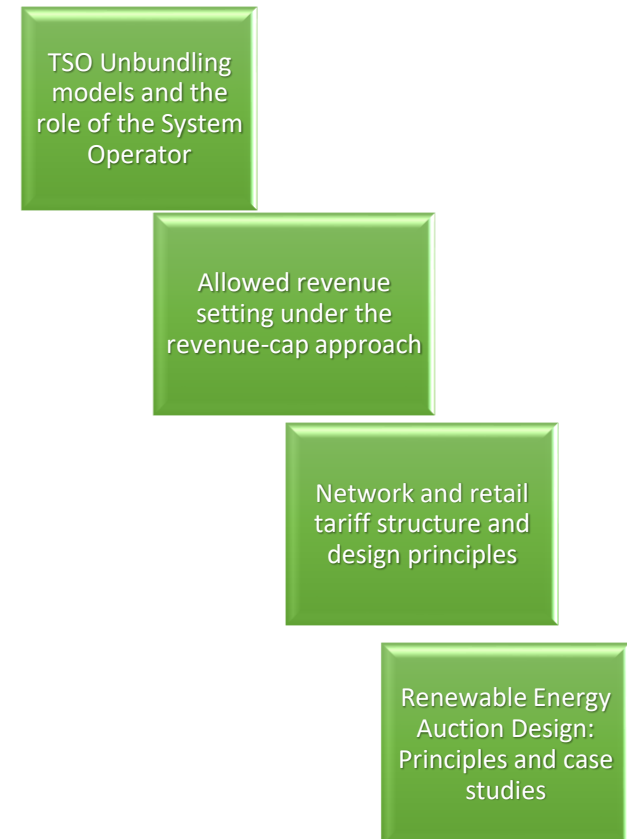 TSO Unbundling
models and the
role of the System
Operator
Allowed revenue
setting under the
revenue-cap approach
Network and retail
tariff structure and
design principles
Renewable Energy
Auction Design:
Principles and case
studies